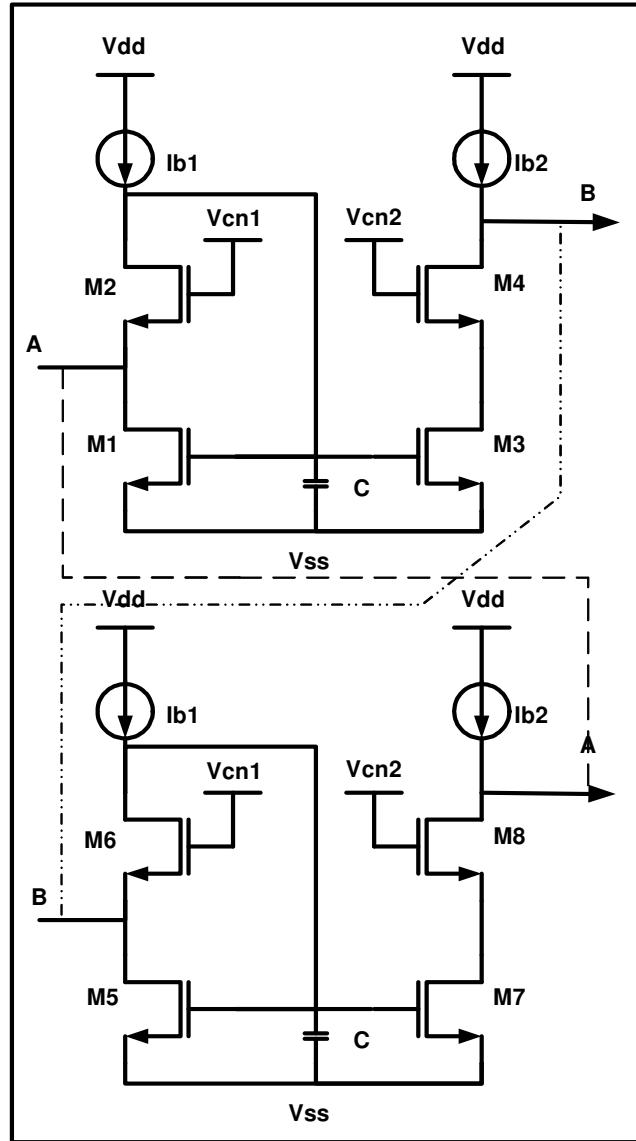 Vdd Vdd
Ib1 Ib2
B
Vcn1 Vcn2
M2 M4
A
M1 M3
C
Vss
Vdd Vdd
Ib1 Ib2
A
Vcn1 Vcn2
M6 M8
B
M5 M7
C
Vss